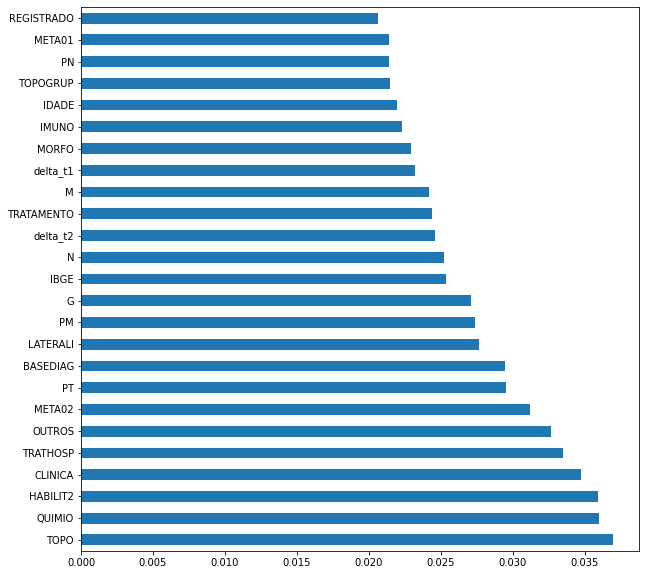 REGISTRADO
META01
PN
TOPOGRUP
IDADE
IMUNO
MORFO
delta_t1
M
TRATAMENTO
delta_t2
N
IBGE
G
PM
LATERALI
BASEDIAG
PT
META02
OUTROS
TRATHOSP
CLINICA
HABILIT2
QUIMIO
TOPO
0.000 0.005 0.010 0.015 0.020 0.025 0.030 0.035